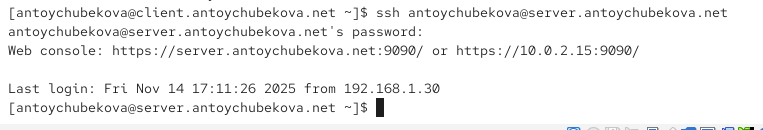 [antoychubekova@client.antoychubekova.net ~]$ ssh antoychubekova@server.antoychubekova.net
antoychubekova@server.antoychubekova.net's password:
Web console: https://server.antoychubekova.net:9090/ or https://10.0.2.15:9090/
Last login: Fri Nov 14 17:11:26 2025 from 192.168.1.30
[antoychubekova@server.antoychubekova.net ~]$